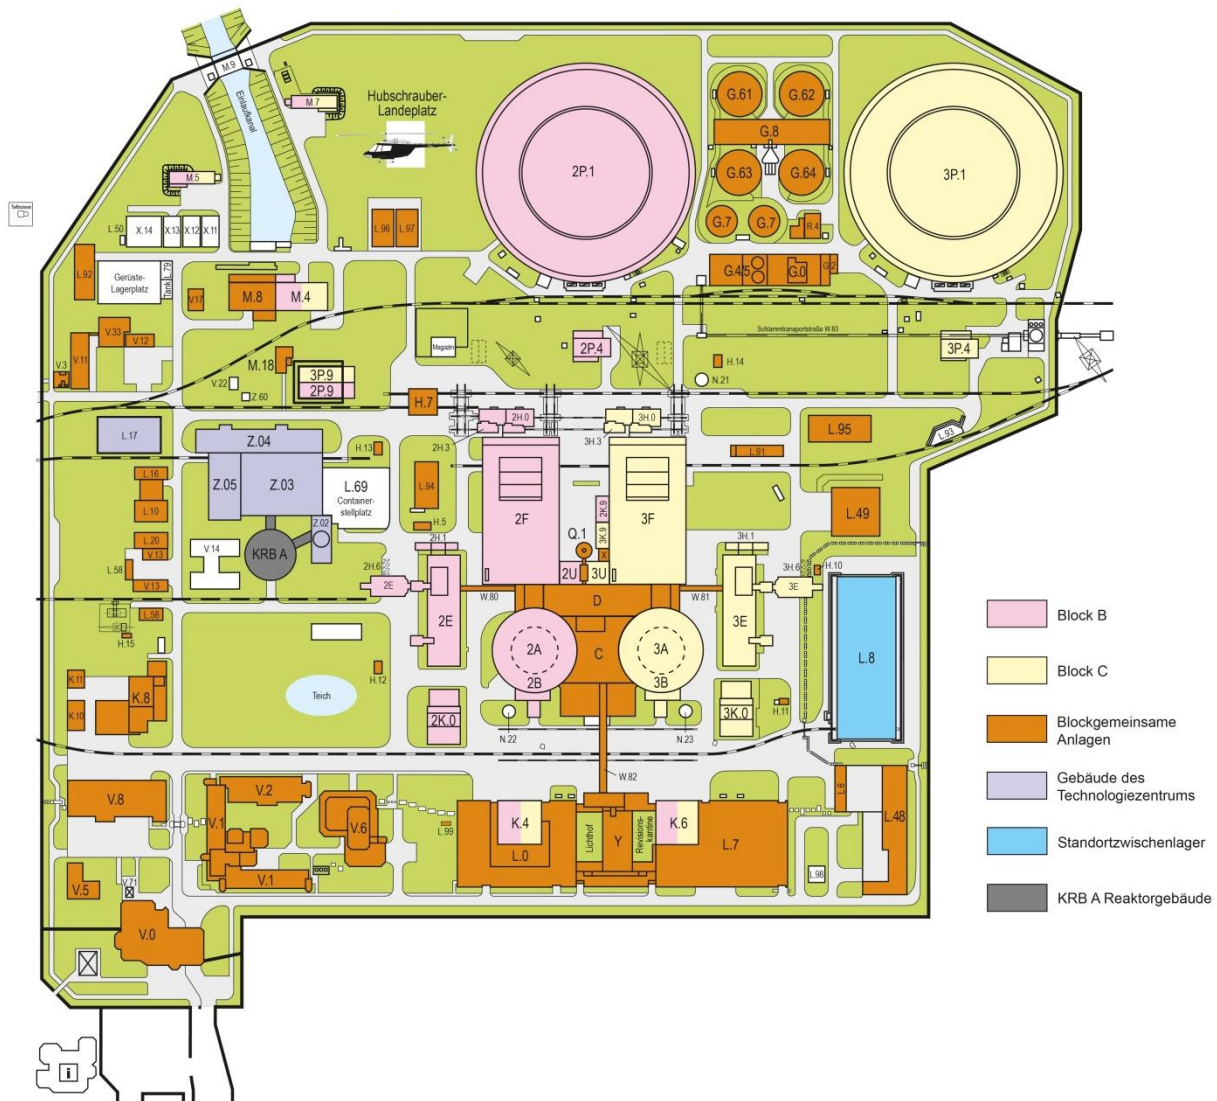 M.9
Einlaufkanal
M.7
Hubschrauber-
Landeplatz
2P.1
G.61
G.62
G.8
G.63
G.64
3P.1
M.5
Tiefbrunnen
L.50
X.14
X.13
X.12
X.11
L.96
L.97
G.7
G.7
R.4
L.92
Gerüste-
Lagerplatz
Tank
L.79
G.4/5
G.0
G.2
V.17
M.8
M.4
V.33
V.12
V.11
V.3
Magazin
2P.4
Schlammtransportstraße W.83
3P.4
M.18
H.14
N.21
V.22
Z.60
3P.9
2P.9
H.7
2H.0
3H.0
2H.3
3H.3
L.17
Z.04
H.13
L.95
L.93
L.91
L.16
L.10
Z.05
Z.03
L.69
Container-
stellplatz
L.94
H.5
2F
3F
2K.9
3K.9
L.49
Z.02
L.20
V.13
L.58
V.13
V.14
KRB A
2H.1
Q.1
X
3H.1
2H.6
2U
3U
3H.6
H.10
2E
3E
W.80
D
W.81
L.58
H.15
2E
2A
C
3A
3E
L.8
Block B
Block C
K.11
K.8
K.10
Teich
H.12
2B
3B
2K.0
3K.0
H.11
N.22
N.23
Blockgemeinsame
Anlagen
W.82
Gebäude des
Technologiezentrums
V.8
V.2
V.1
V.6
L.99
K.4
L.0
Lichthof
Y
Revisions-
kantine
K.6
L.7
L.6
L.48
Standortzwischenlager
V.5
V.71
V.1
L.98
KRB A Reaktorgebäude
V.0
i